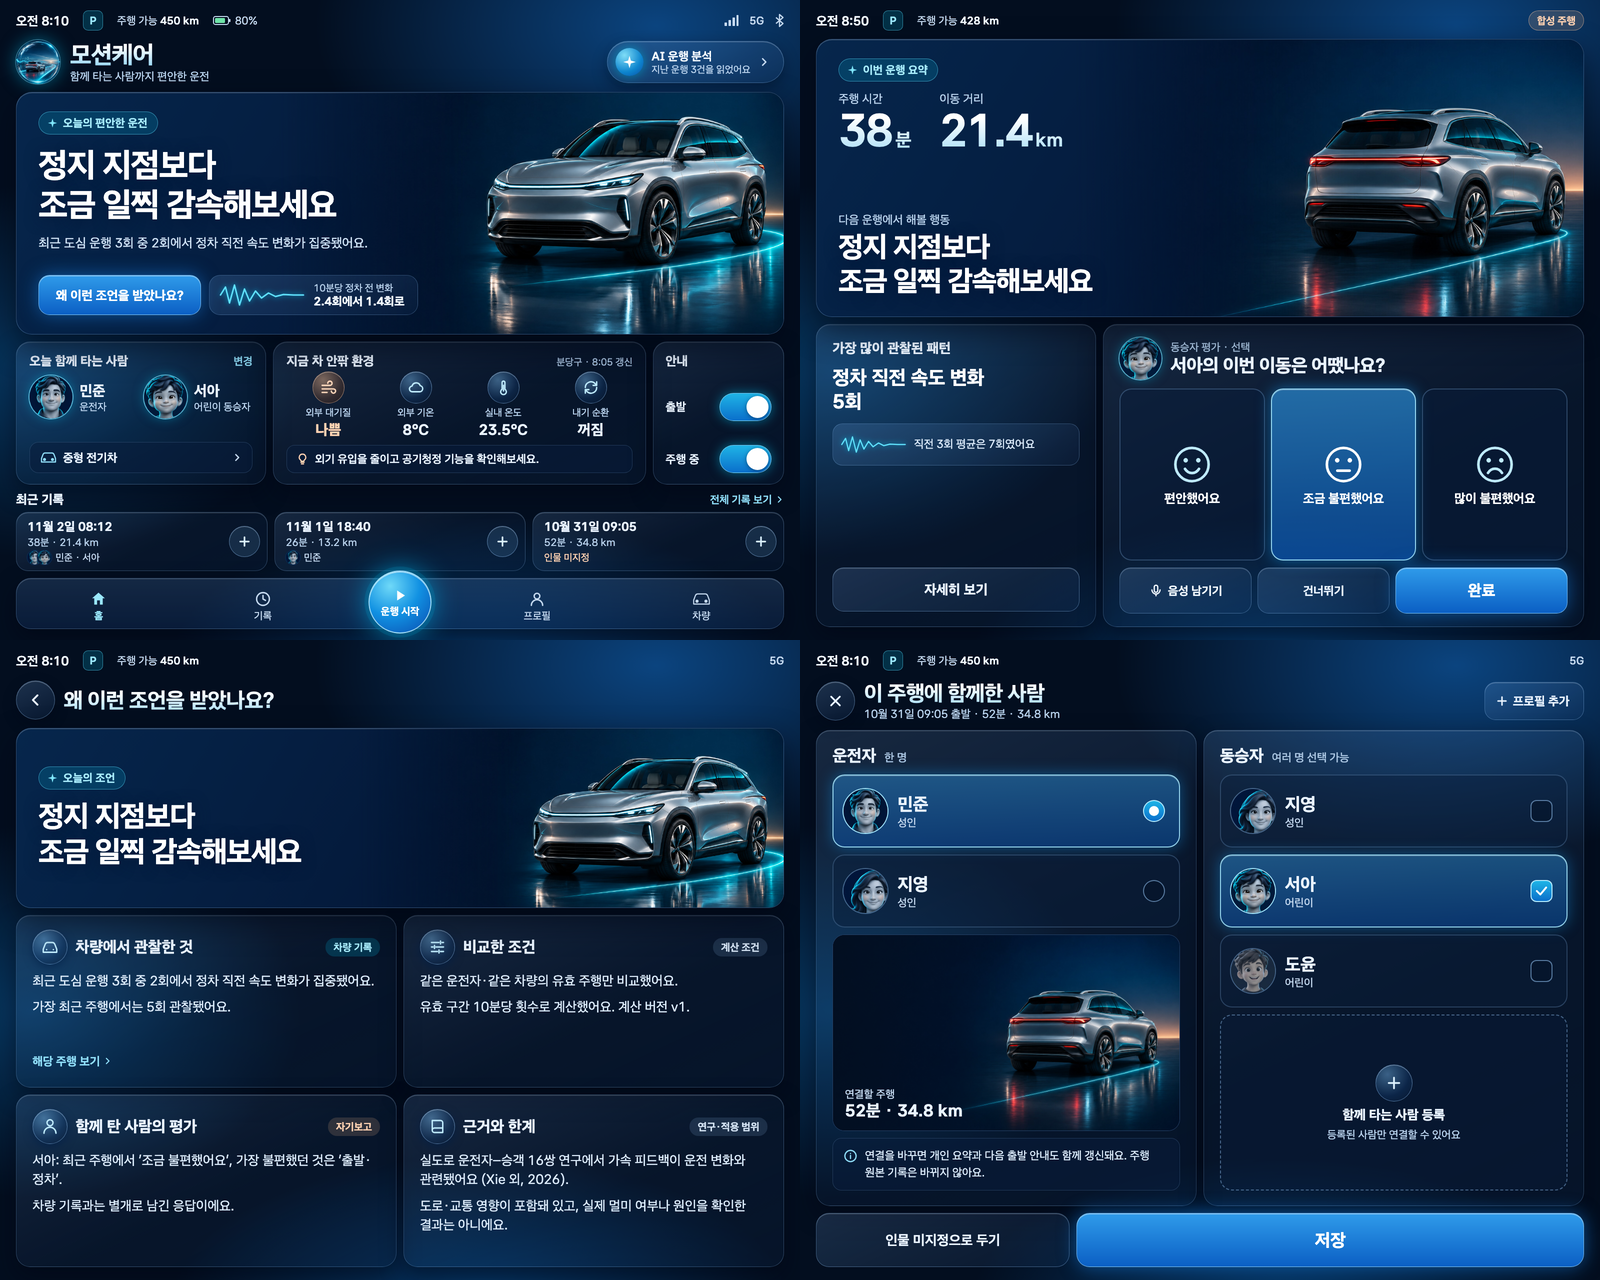 오전 8:10 P 주행 가능 450 km 80% 5G
모션케어
함께 타는 사람까지 편안한 운전
AI 운행 분석
지난 운행 3건을 읽었어요
오늘의 편안한 운전
정지 지점보다
조금 일찍 감속해보세요
최근 도심 운행 3회 중 2회에서 정차 직전 속도 변화가 집중됐어요.
왜 이런 조언을 받았나요?
10분당 정차 전 변화
2.4회에서 1.4회로
오늘 함께 타는 사람 변경
민준
운전자
서아
어린이 동승자
중형 전기차
지금 차 안팎 환경 분당구 · 8:05 갱신
외부 대기질 외부 기온 실내 온도 내기 순환
나쁨 8°C 23.5°C 꺼짐
외기 유입을 줄이고 공기청정 기능을 확인해보세요.
안내
출발
주행 중
최근 기록 전체 기록 보기
11월 2일 08:12
38분 · 21.4 km
민준 · 서아
11월 1일 18:40
26분 · 13.2 km
민준
10월 31일 09:05
52분 · 34.8 km
인물 미지정
홈 기록 운행 시작 프로필 차량
오전 8:50 P 주행 가능 428 km 합성 주행
이번 운행 요약
주행 시간 이동 거리
38분 21.4km
다음 운행에서 해볼 행동
정지 지점보다
조금 일찍 감속해보세요
가장 많이 관찰된 패턴
정차 직전 속도 변화
5회
직전 3회 평균은 7회였어요
자세히 보기
동승자 평가 · 선택
서아의 이번 이동은 어땠나요?
편안했어요 조금 불편했어요 많이 불편했어요
음성 남기기 건너뛰기 완료
오전 8:10 P 주행 가능 450 km 5G
왜 이런 조언을 받았나요?
오늘의 조언
정지 지점보다
조금 일찍 감속해보세요
차량에서 관찰한 것 차량 기록
최근 도심 운행 3회 중 2회에서 정차 직전 속도 변화가 집중됐어요.
가장 최근 주행에서는 5회 관찰됐어요.
해당 주행 보기
비교한 조건 계산 조건
같은 운전자·같은 차량의 유효 주행만 비교했어요.
유효 구간 10분당 횟수로 계산했어요. 계산 버전 v1.
함께 탄 사람의 평가 자기보고
서아: 최근 주행에서 ‘조금 불편했어요’, 가장 불편했던 것은 ‘출발·
정차’.
차량 기록과는 별개로 남긴 응답이에요.
근거와 한계 연구·적용 범위
실도로 운전자–승객 16쌍 연구에서 가속 피드백이 운전 변화와
관련됐어요 (Xie 외, 2026).
도로·교통 영향이 포함돼 있고, 실제 멀미 여부나 원인을 확인한
결과는 아니에요.
오전 8:10 P 주행 가능 450 km 5G
이 주행에 함께한 사람
10월 31일 09:05 출발 · 52분 · 34.8 km
프로필 추가
운전자 한 명
민준
성인
지영
성인
연결할 주행
52분 · 34.8 km
연결을 바꾸면 개인 요약과 다음 출발 안내도 함께 갱신돼요. 주행
원본 기록은 바뀌지 않아요.
동승자 여러 명 선택 가능
지영
성인
서아
어린이
도윤
어린이
함께 타는 사람 등록
등록된 사람만 연결할 수 있어요
인물 미지정으로 두기 저장